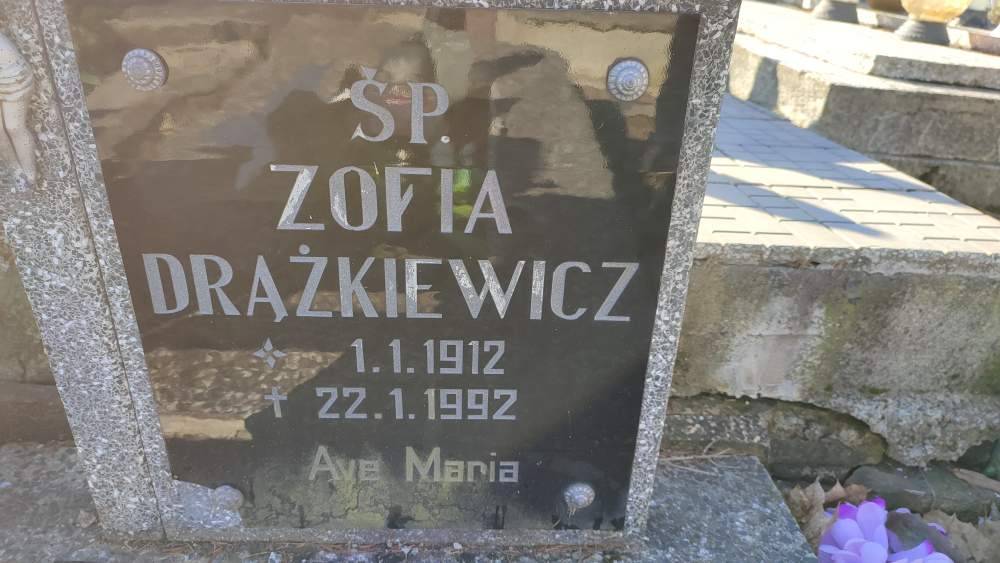 ŚP.
ZOFIA
DRĄŻKIEWICZ
1.1.1912
✝ 22.1.1992
Ave Maria